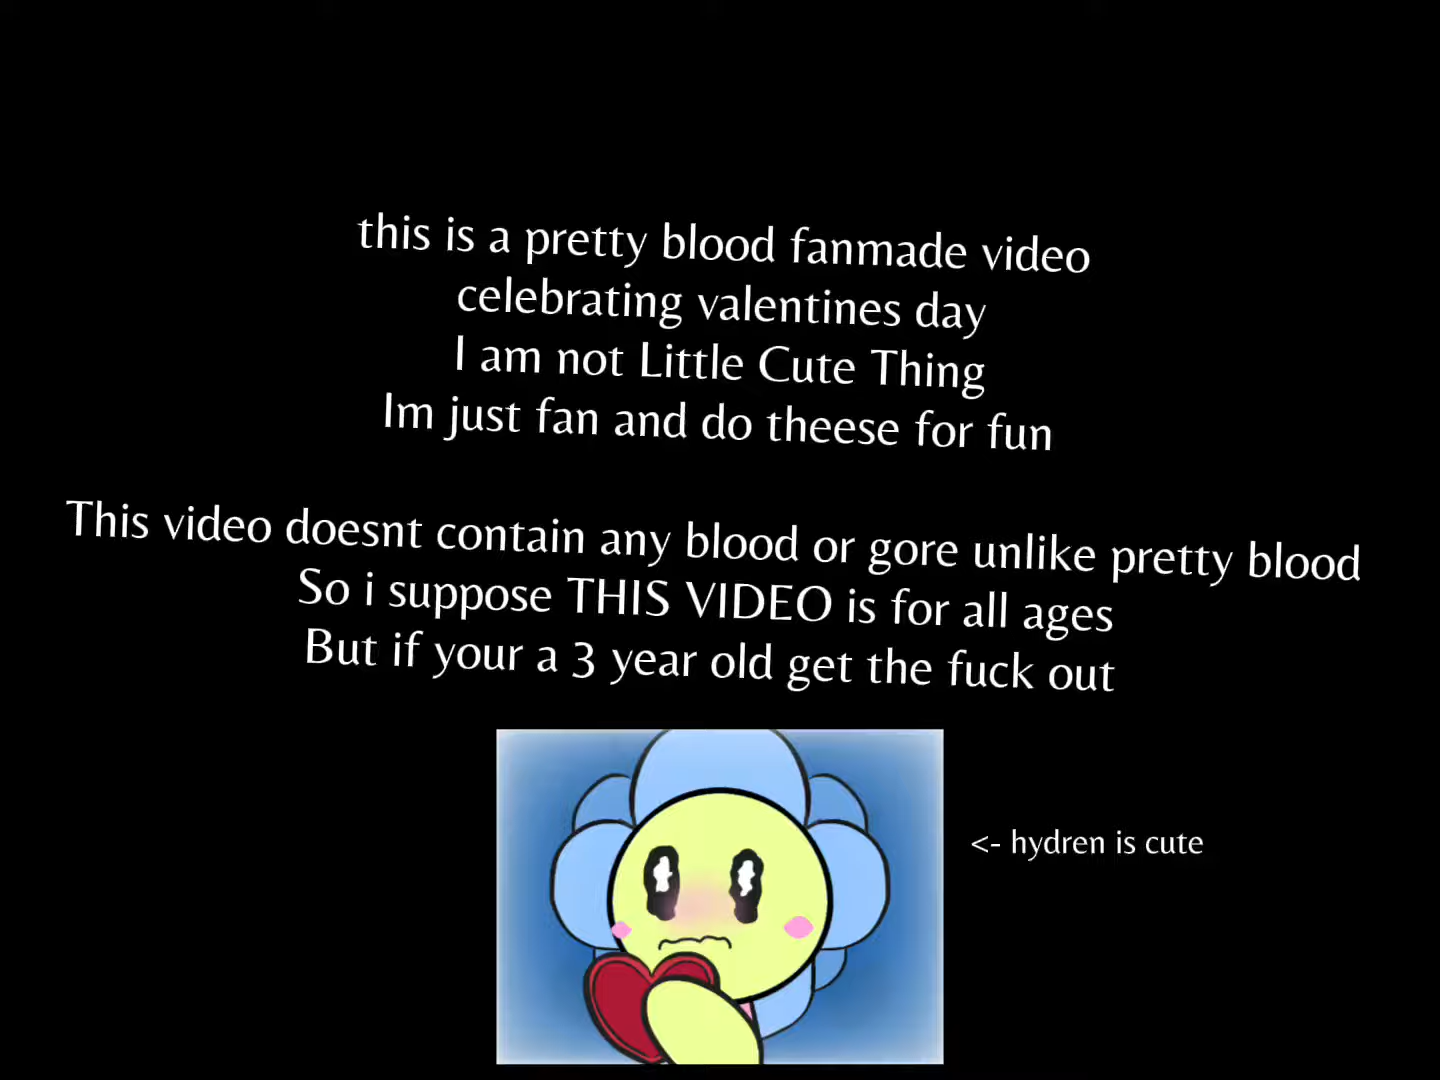 this is a pretty blood fanmade video
celebrating valentines day
I am not Little Cute Thing
Im just fan and do theese for fun
This video doesnt contain any blood or gore unlike pretty blood
So i suppose THIS VIDEO is for all ages
But if your a 3 year old get the fuck out
<- hydren is cute